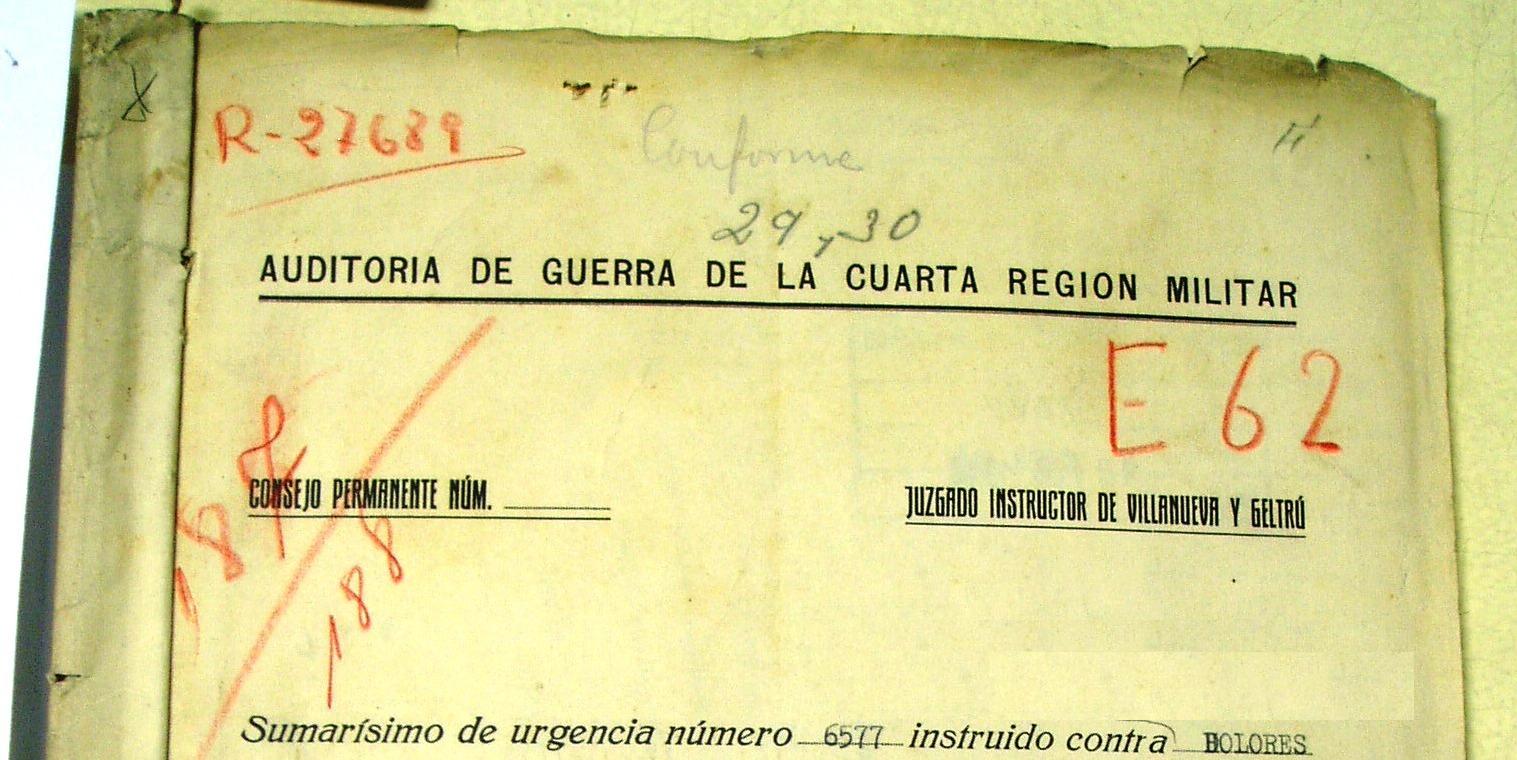 R-27689
Conforme
29 y 30
AUDITORIA DE GUERRA DE LA CUARTA REGION MILITAR
E 62
187
188
CONSEJO PERMANENTE NÚM.
JUZGADO INSTRUCTOR DE VILLANUEVA Y GELTRÚ
Sumarísimo de urgencia número 6577 instruido contra DOLORES